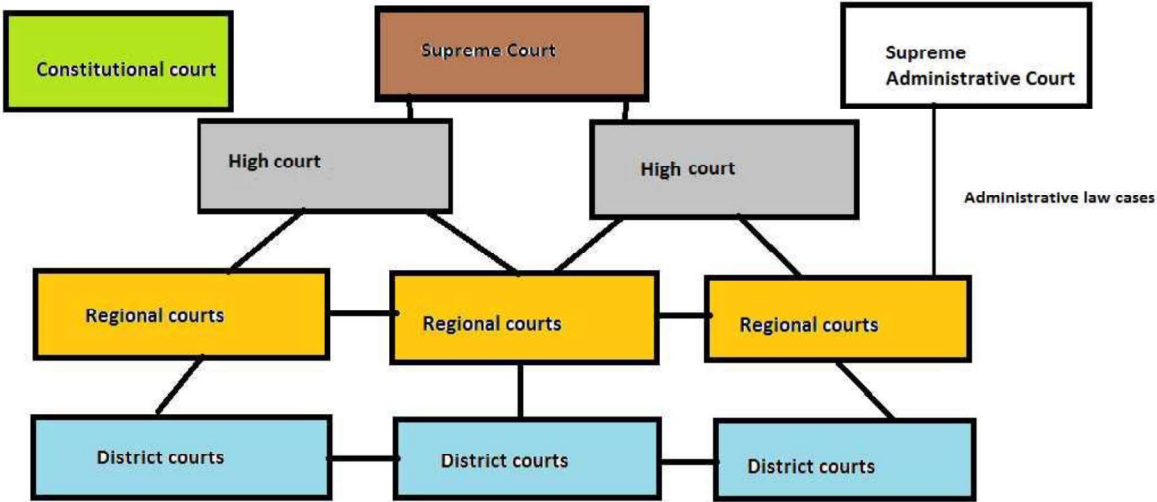 Constitutional court
Supreme Court
Supreme
Administrative Court
High court
High court
Administrative law cases
Regional courts
Regional courts
Regional courts
District courts
District courts
District courts